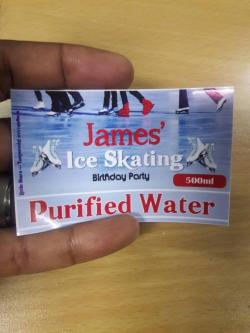 James'
Ice Skating
Birthday Party
500ml
Purified Water